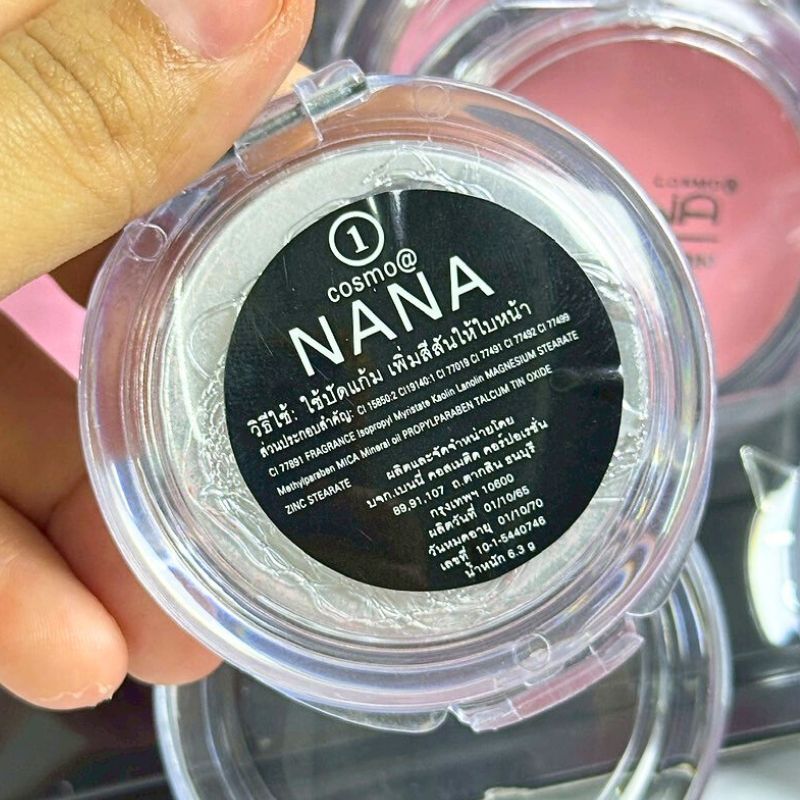 1
cosmo@
NANA
วิธีใช้: ใช้ปัดแก้ม เพิ่มสีสันให้ใบหน้า
ส่วนประกอบสำคัญ: CI 15850:2 CI19140:1 CI 77019 CI 77491 CI 77492 CI 77499
CI 77891 FRAGRANCE Isopropyl Myristate Kaolin Lanolin MAGNESIUM STEARATE
Methylparaben MICA Mineral oil PROPYLPARABEN TALCUM TIN OXIDE
ZINC STEARATE
ผลิตและจัดจำหน่ายโดย
บจก.เบนนี่ คอสเมติค คอร์ปอเรชั่น
89.91.107 ถ.ตากสิน ธนบุรี
กรุงเทพฯ 10600
ผลิตวันที่ 01/10/65
วันหมดอายุ 01/10/70
เลขที่ 10-1-5440746
น้ำหนัก 6.3 g
COSMO@